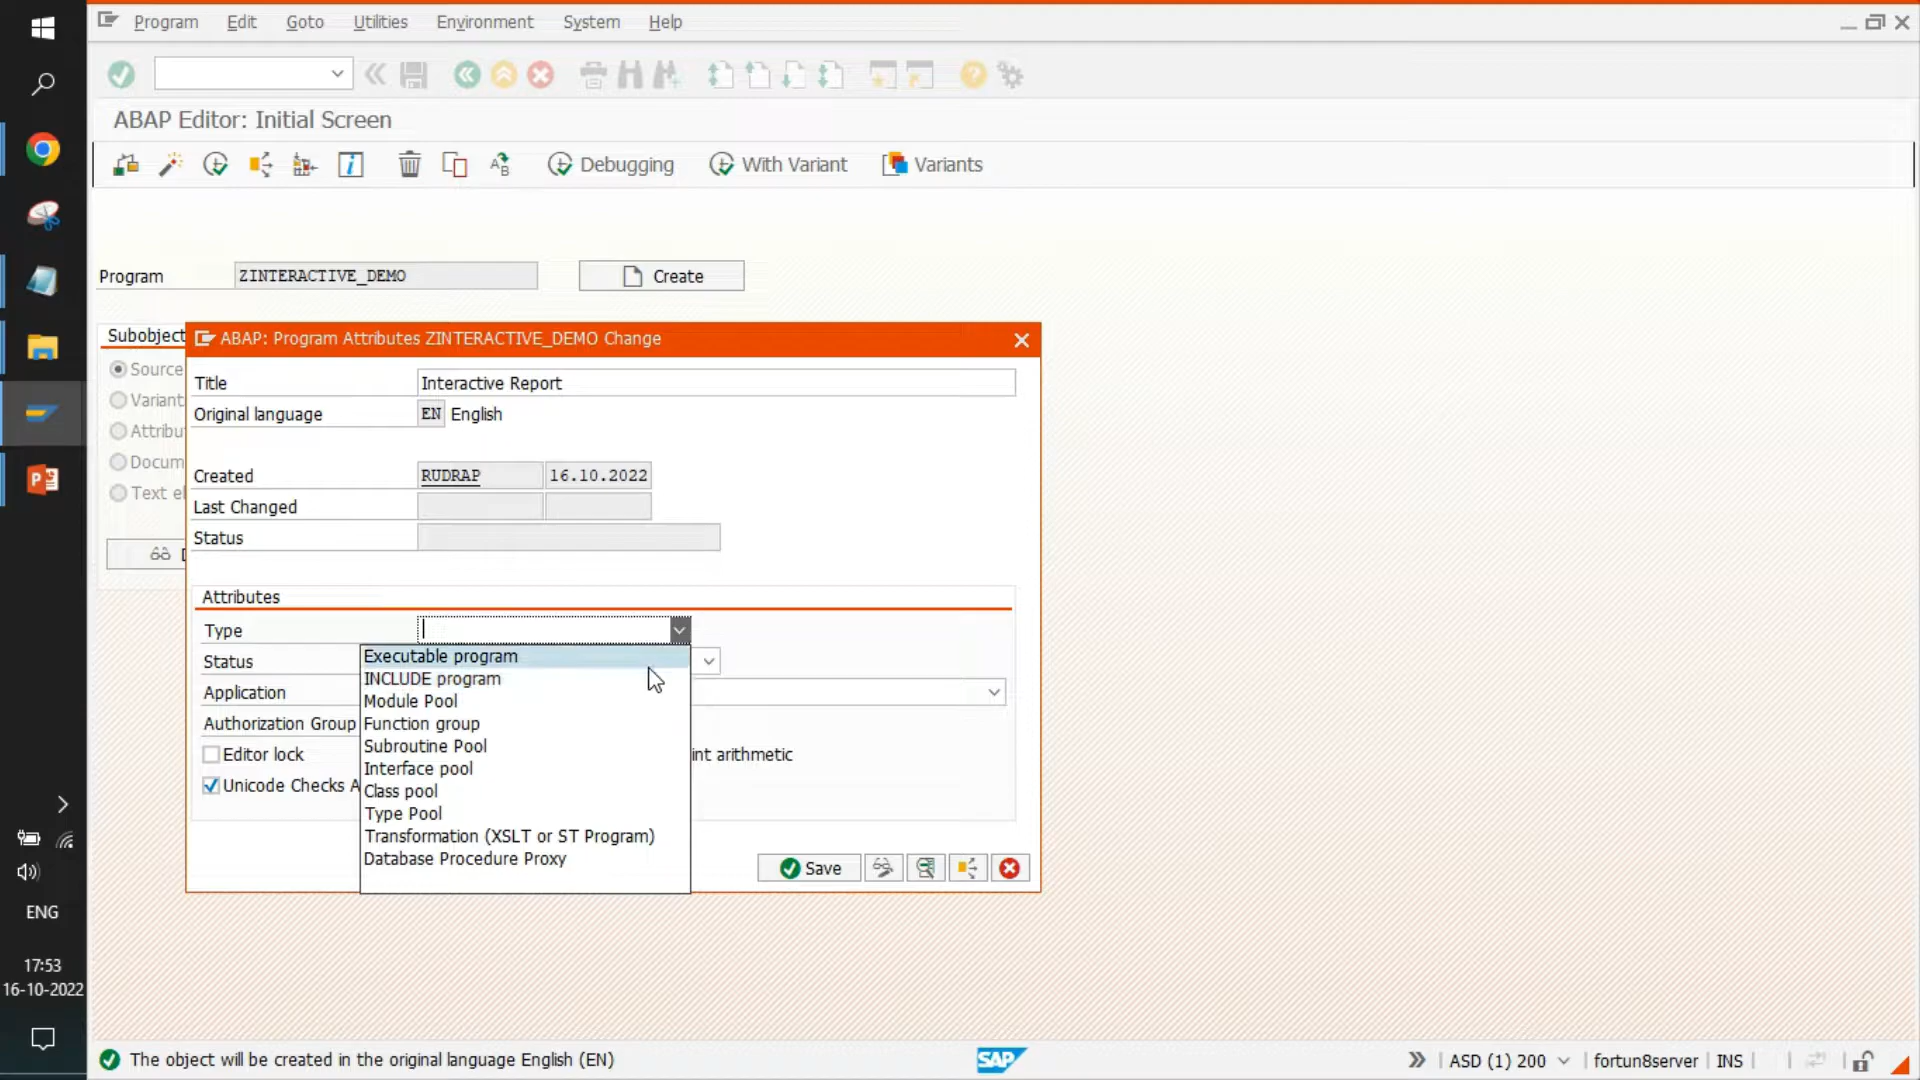 Program Edit Goto Utilities Environment System Help
ABAP Editor: Initial Screen
Debugging With Variant Variants
Program ZINTERACTIVE_DEMO Create
Subobject
ABAP: Program Attributes ZINTERACTIVE_DEMO Change
Source
Variant
Attribu
Docum
Text el
Title Interactive Report
Original language EN English
Created RUDRAP 16.10.2022
Last Changed
Status
Attributes
Type
Status
Application
Authorization Group
Editor lock int arithmetic
Unicode Checks A
Executable program
INCLUDE program
Module Pool
Function group
Subroutine Pool
Interface pool
Class pool
Type Pool
Transformation (XSLT or ST Program)
Database Procedure Proxy
Save
ENG
17:53
16-10-2022
The object will be created in the original language English (EN)
SAP
ASD (1) 200 fortun8server INS